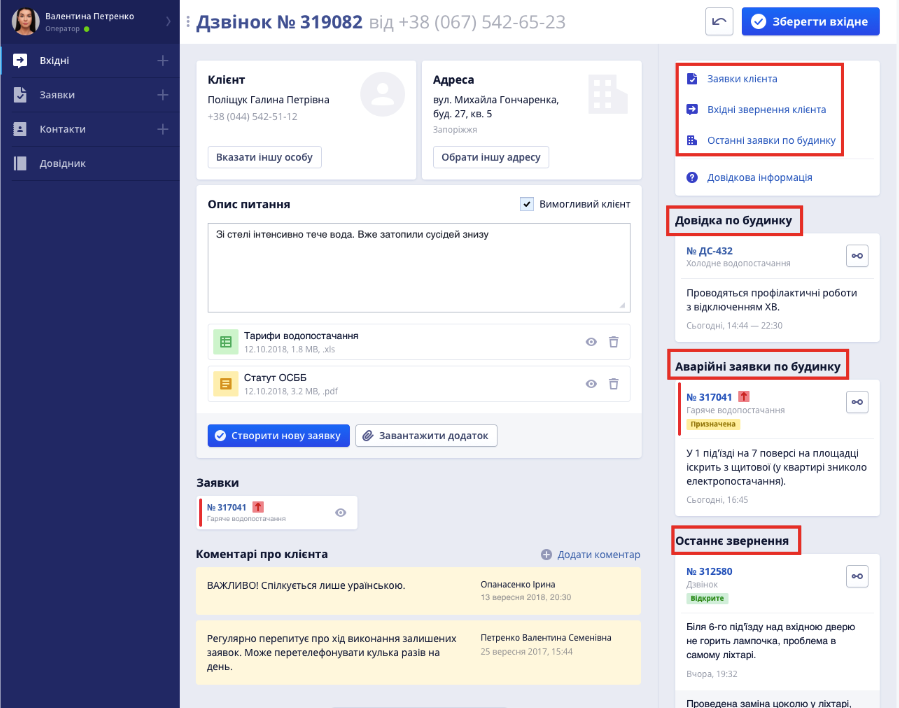 Валентина Петренко
Оператор
Вхідні
Заявки
Контакти
Довідник
Дзвінок № 319082 від +38 (067) 542-65-23
Зберегти вхідне
Клієнт
Поліщук Галина Петрівна
+38 (044) 542-51-12
Вказати іншу особу
Адреса
вул. Михайла Гончаренка,
буд. 27, кв. 5
Запоріжжя
Обрати іншу адресу
Опис питання
Вимогливий клієнт
Зі стелі інтенсивно тече вода. Вже затопили сусідей знизу
Тарифи водопостачання
12.10.2018, 1.8 MB, .xls
Статут ОСББ
12.10.2018, 3.2 MB, .pdf
Створити нову заявку
Завантажити додаток
Заявки
№ 317041
Гаряче водопостачання
Коментарі про клієнта
Додати коментар
ВАЖЛИВО! Спілкується лише ураїнською.
Опанасенко Ірина
13 вересня 2018, 20:30
Регулярно перепитує про хід виконання залишених
заявок. Може перетелефонувати кулька разів на
день.
Петренко Валентина Семенівна
25 вересня 2017, 15:44
Заявки клієнта
Вхідні звернення клієнта
Останні заявки по будинку
Довідкова інформація
Довідка по будинку
№ ДС-432
Холодне водопостачання
Проводяться профілактичні роботи
з відключенням ХВ.
Сьогодні, 14:44 — 22:30
Аварійні заявки по будинку
№ 317041
Гаряче водопостачання
Призначена
У 1 під'їзді на 7 поверсі на площадці
іскрить з щитової (у квартирі зниколо
електропостачання).
Сьогодні, 16:45
Останнє звернення
№ 312580
Дзвінок
Відкрите
Біля 6-го під'їзду над вхідною дверю
не горить лампочка, проблема в
самому ліхтарі.
Вчора, 19:32
Проведена заміна цоколю у ліхтарі,